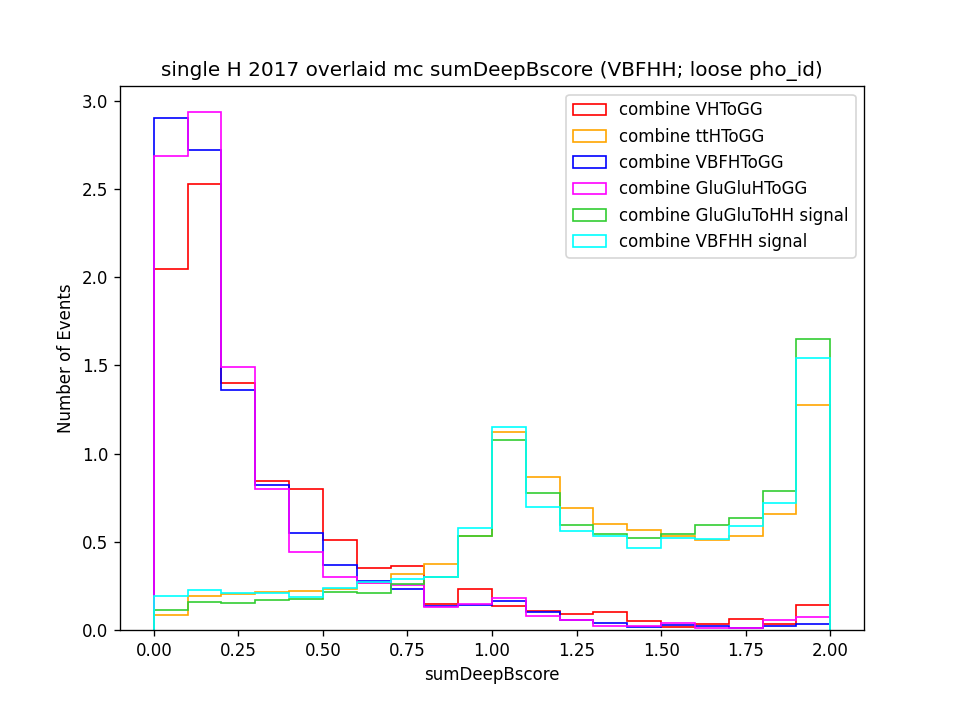 single H 2017 overlaid mc sumDeepBscore (VBFHH; loose pho_id)
combine VHToGG
combine ttHToGG
combine VBFHToGG
combine GluGluHToGG
combine GluGluToHH signal
combine VBFHH signal
Number of Events
3.0
2.5
2.0
1.5
1.0
0.5
0.0
0.00 0.25 0.50 0.75 1.00 1.25 1.50 1.75 2.00
sumDeepBscore